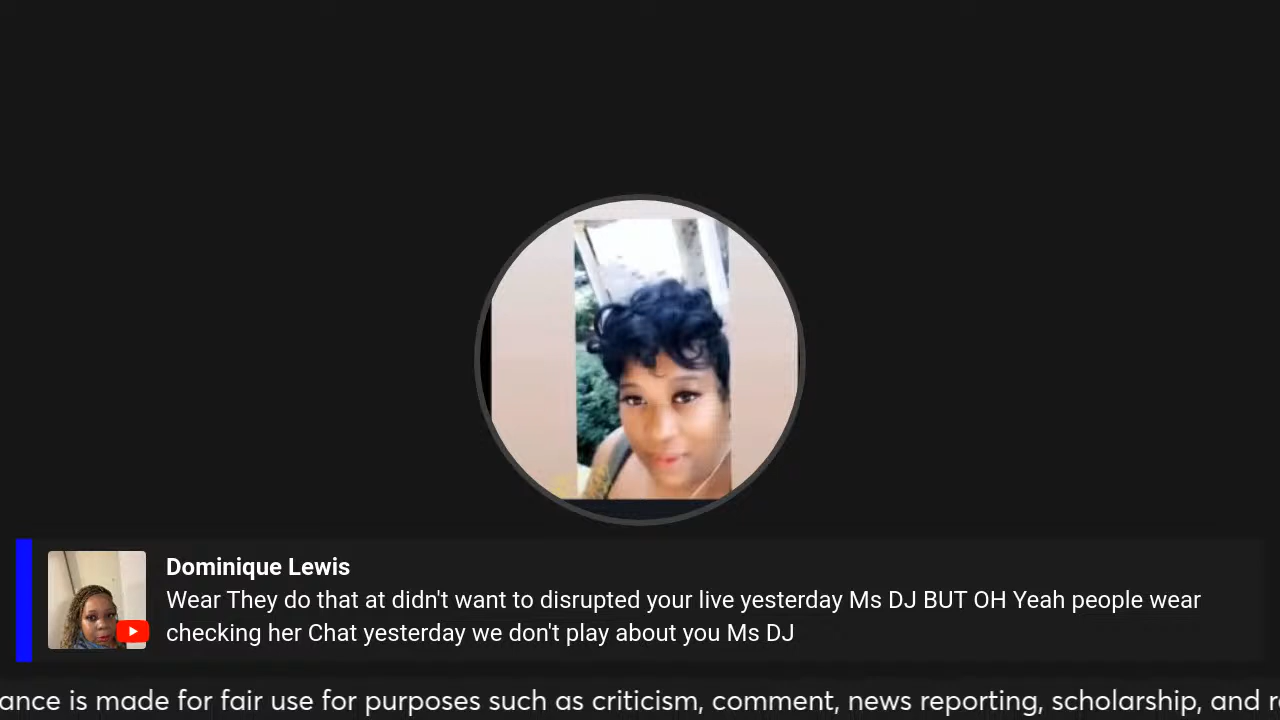 Dominique Lewis
Wear They do that at didn't want to disrupted your live yesterday Ms DJ BUT OH Yeah people wear
checking her Chat yesterday we don't play about you Ms DJ
ance is made for fair use for purposes such as criticism, comment, news reporting, scholarship, and r